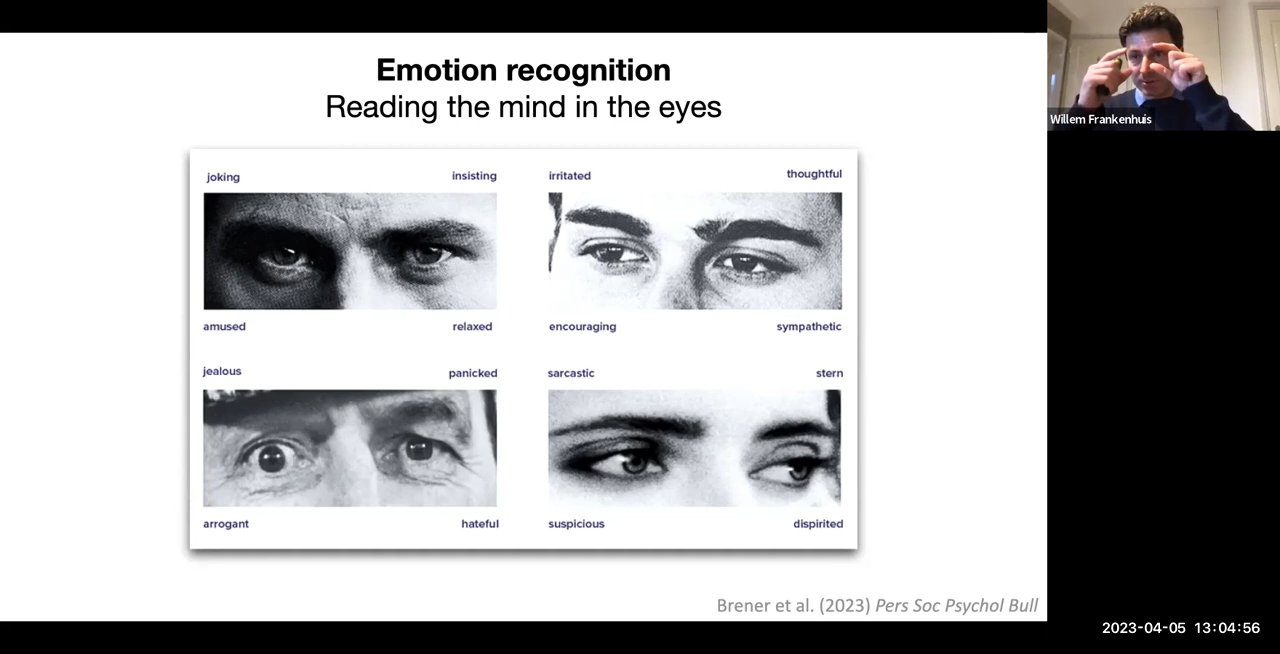 Emotion recognition
Reading the mind in the eyes
joking insisting
irritated thoughtful
amused relaxed
encouraging sympathetic
jealous panicked
sarcastic stern
arrogant hateful
suspicious dispirited
Brener et al. (2023) Pers Soc Psychol Bull
Willem Frankenhuis
2023-04-05 13:04:56